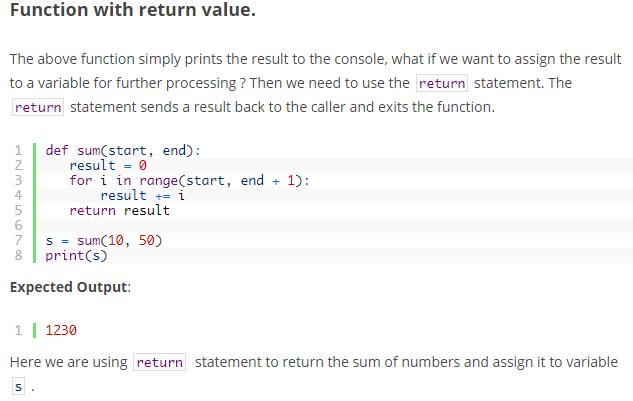 Function with return value.
The above function simply prints the result to the console, what if we want to assign the result
to a variable for further processing ? Then we need to use the return statement. The
return statement sends a result back to the caller and exits the function.
1 def sum(start, end):
2    result = 0
3    for i in range(start, end + 1):
4        result += i
5    return result
6
7 s = sum(10, 50)
8 print(s)
Expected Output:
1 1230
Here we are using return statement to return the sum of numbers and assign it to variable
s .